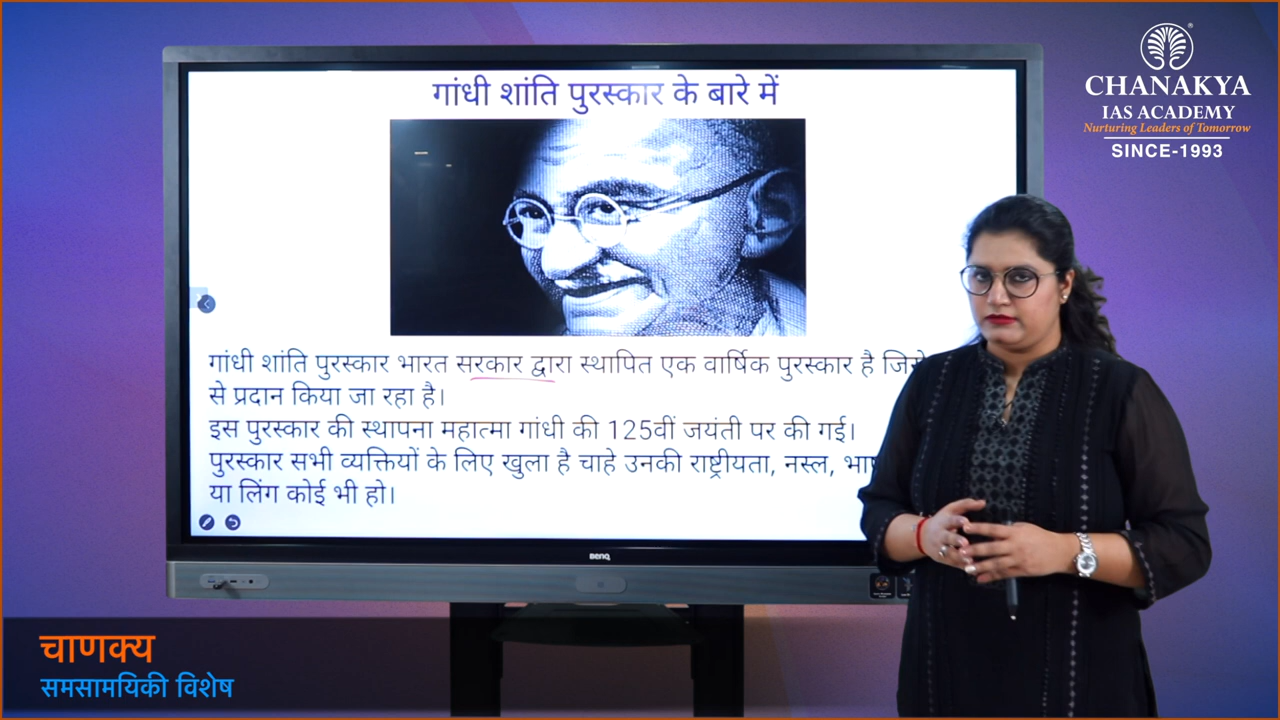 गांधी शांति पुरस्कार के बारे में
गांधी शांति पुरस्कार भारत सरकार द्वारा स्थापित एक वार्षिक पुरस्कार है
से प्रदान किया जा रहा है।
इस पुरस्कार की स्थापना महात्मा गांधी की 125वीं जयंती पर की गई।
पुरस्कार सभी व्यक्तियों के लिए खुला है चाहे उनकी राष्ट्रीयता, नस्ल,
या लिंग कोई भी हो।
BenQ
CHANAKYA
IAS ACADEMY
Nurturing Leaders of Tomorrow
SINCE-1993
चाणक्य
समसामयिकी विशेष